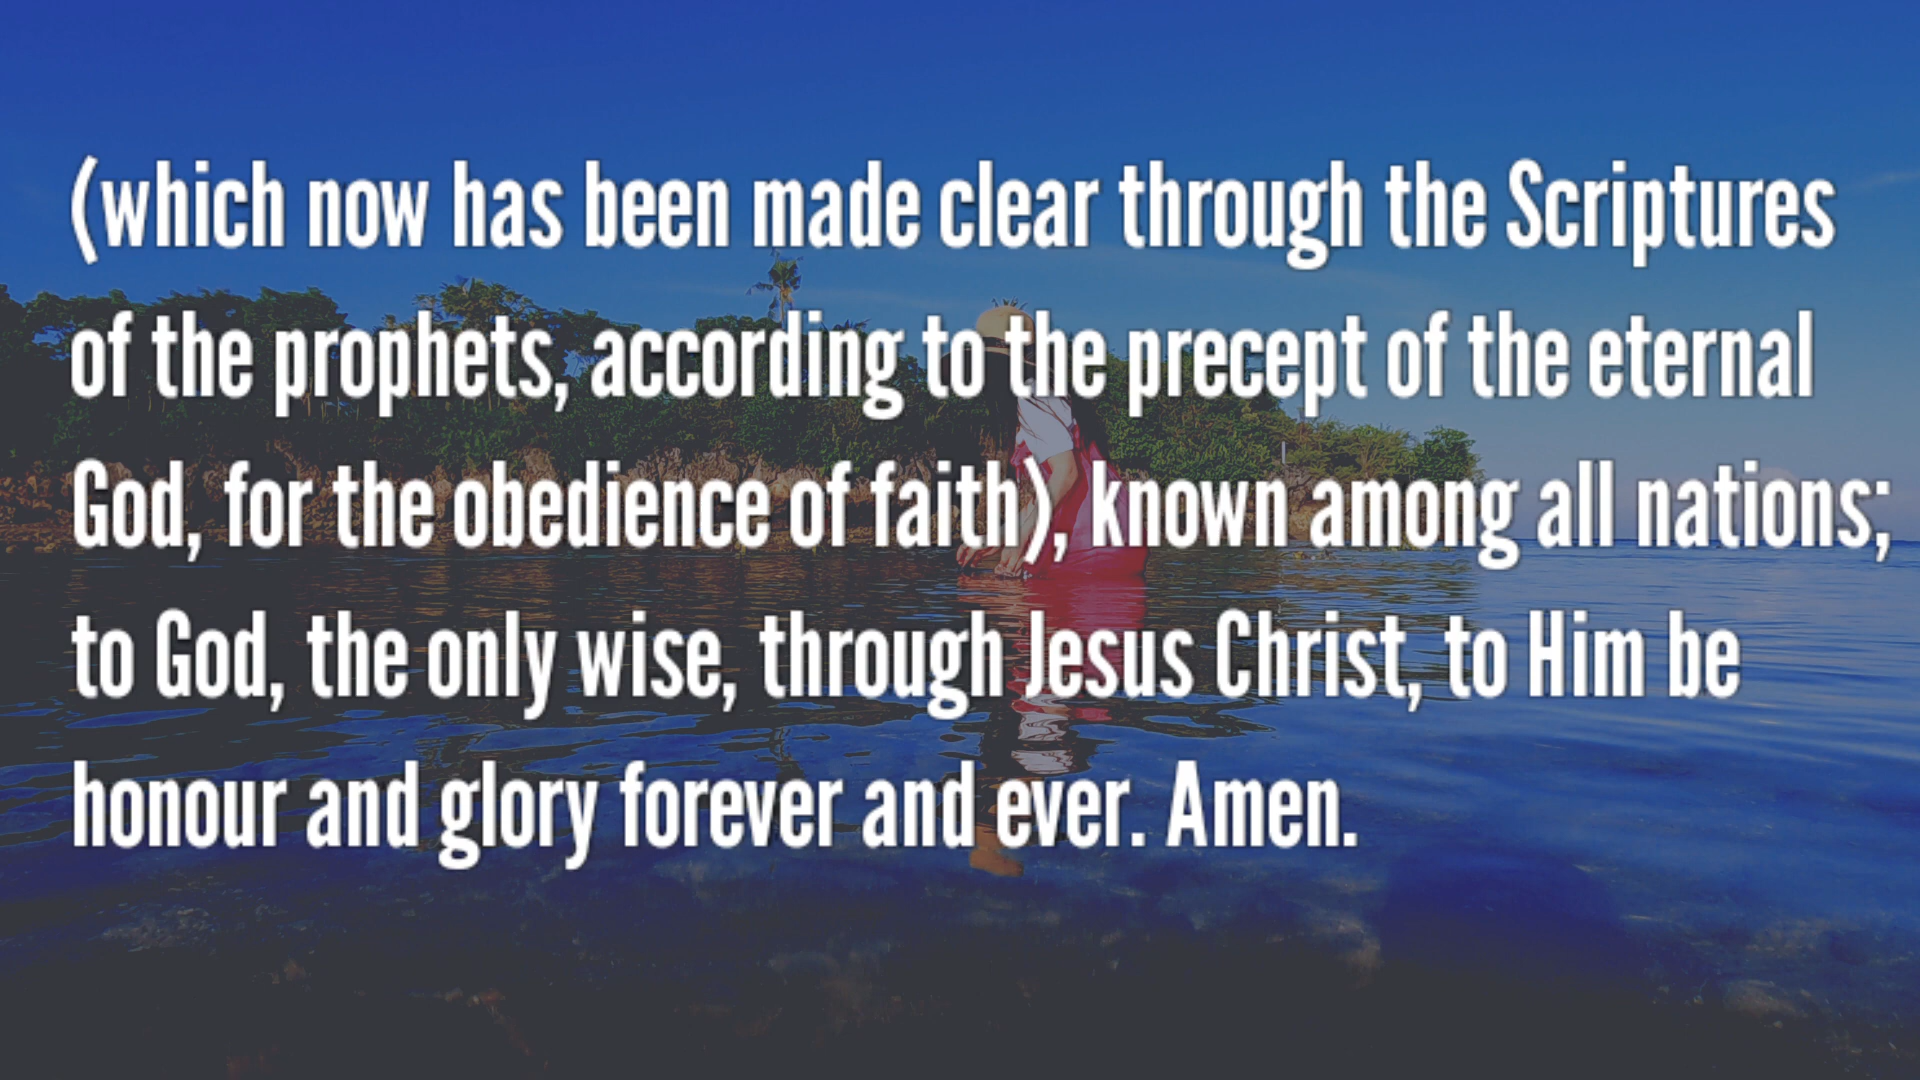 (which now has been made clear through the Scriptures
of the prophets, according to the precept of the eternal
God, for the obedience of faith), known among all nations;
to God, the only wise, through Jesus Christ, to Him be
honour and glory forever and ever. Amen.